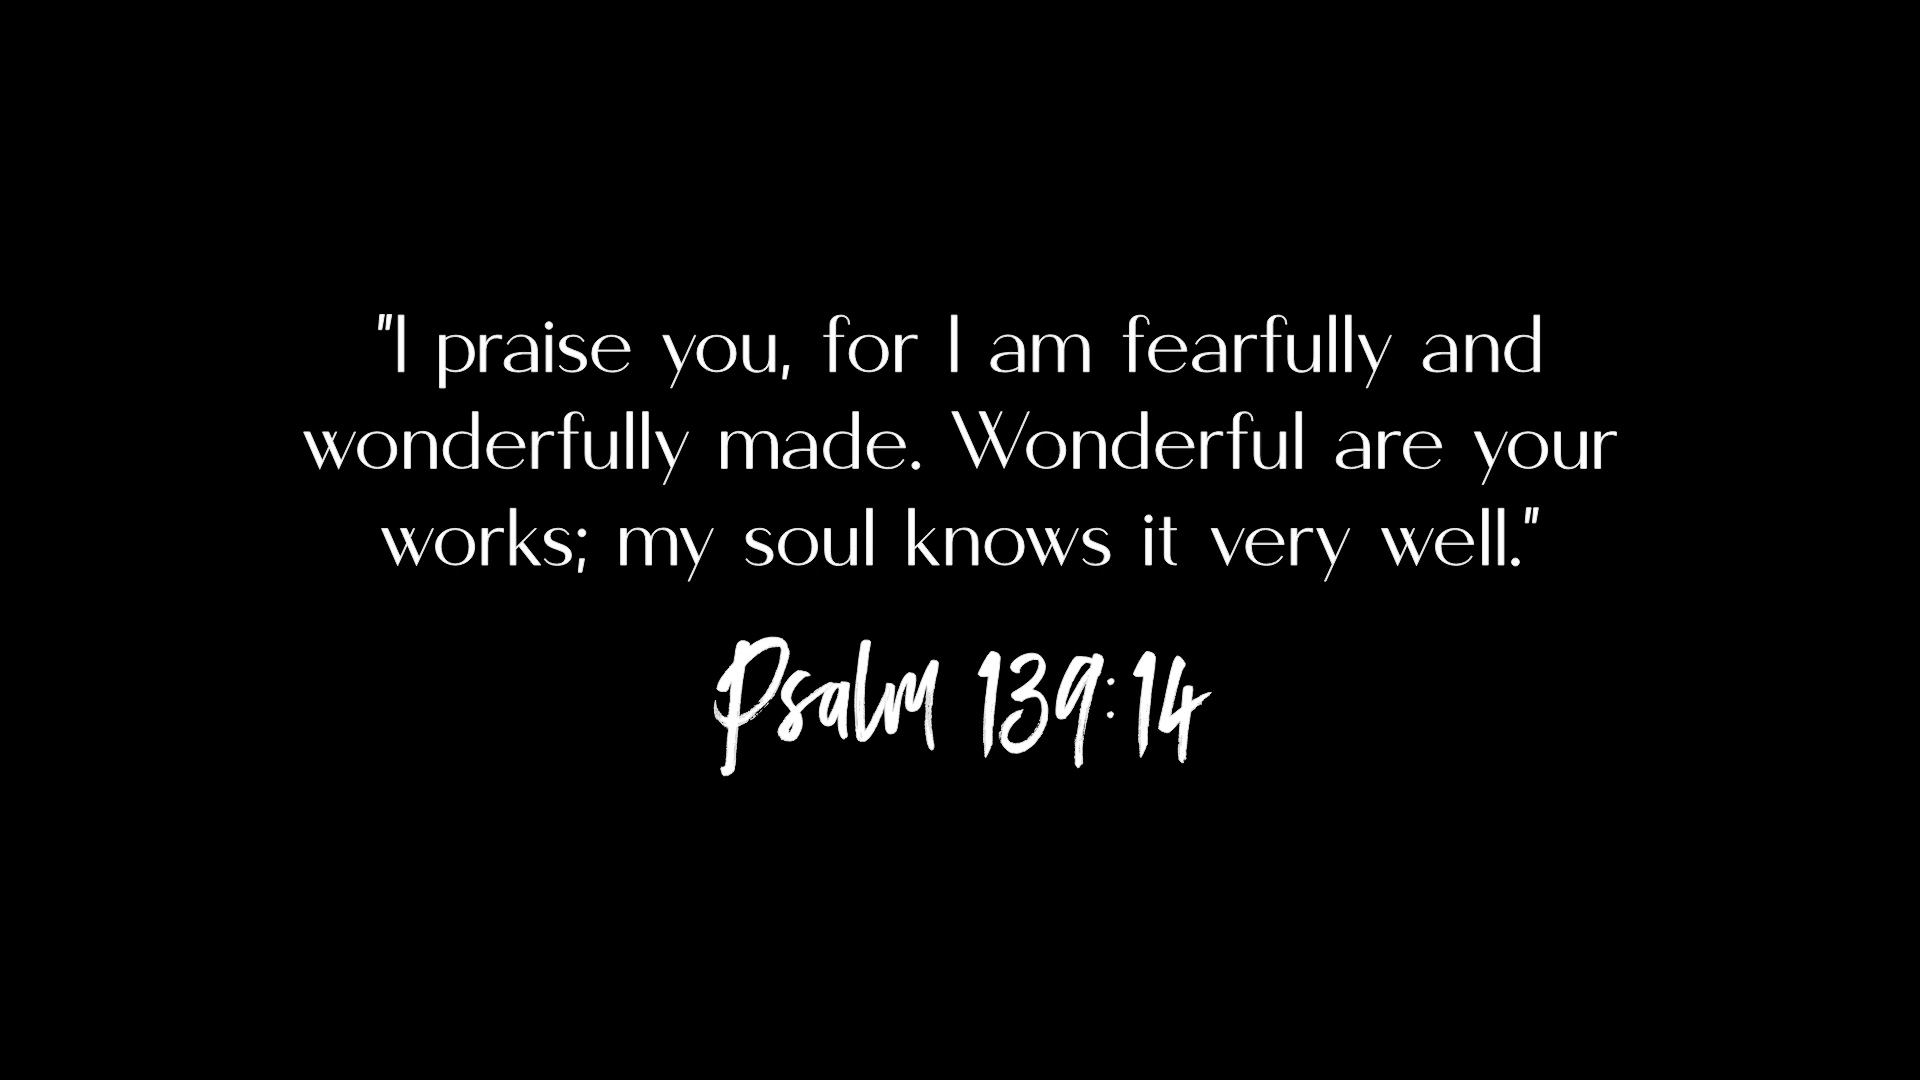 "I praise you, for I am fearfully and
wonderfully made. Wonderful are your
works; my soul knows it very well."
Psalm 139:14